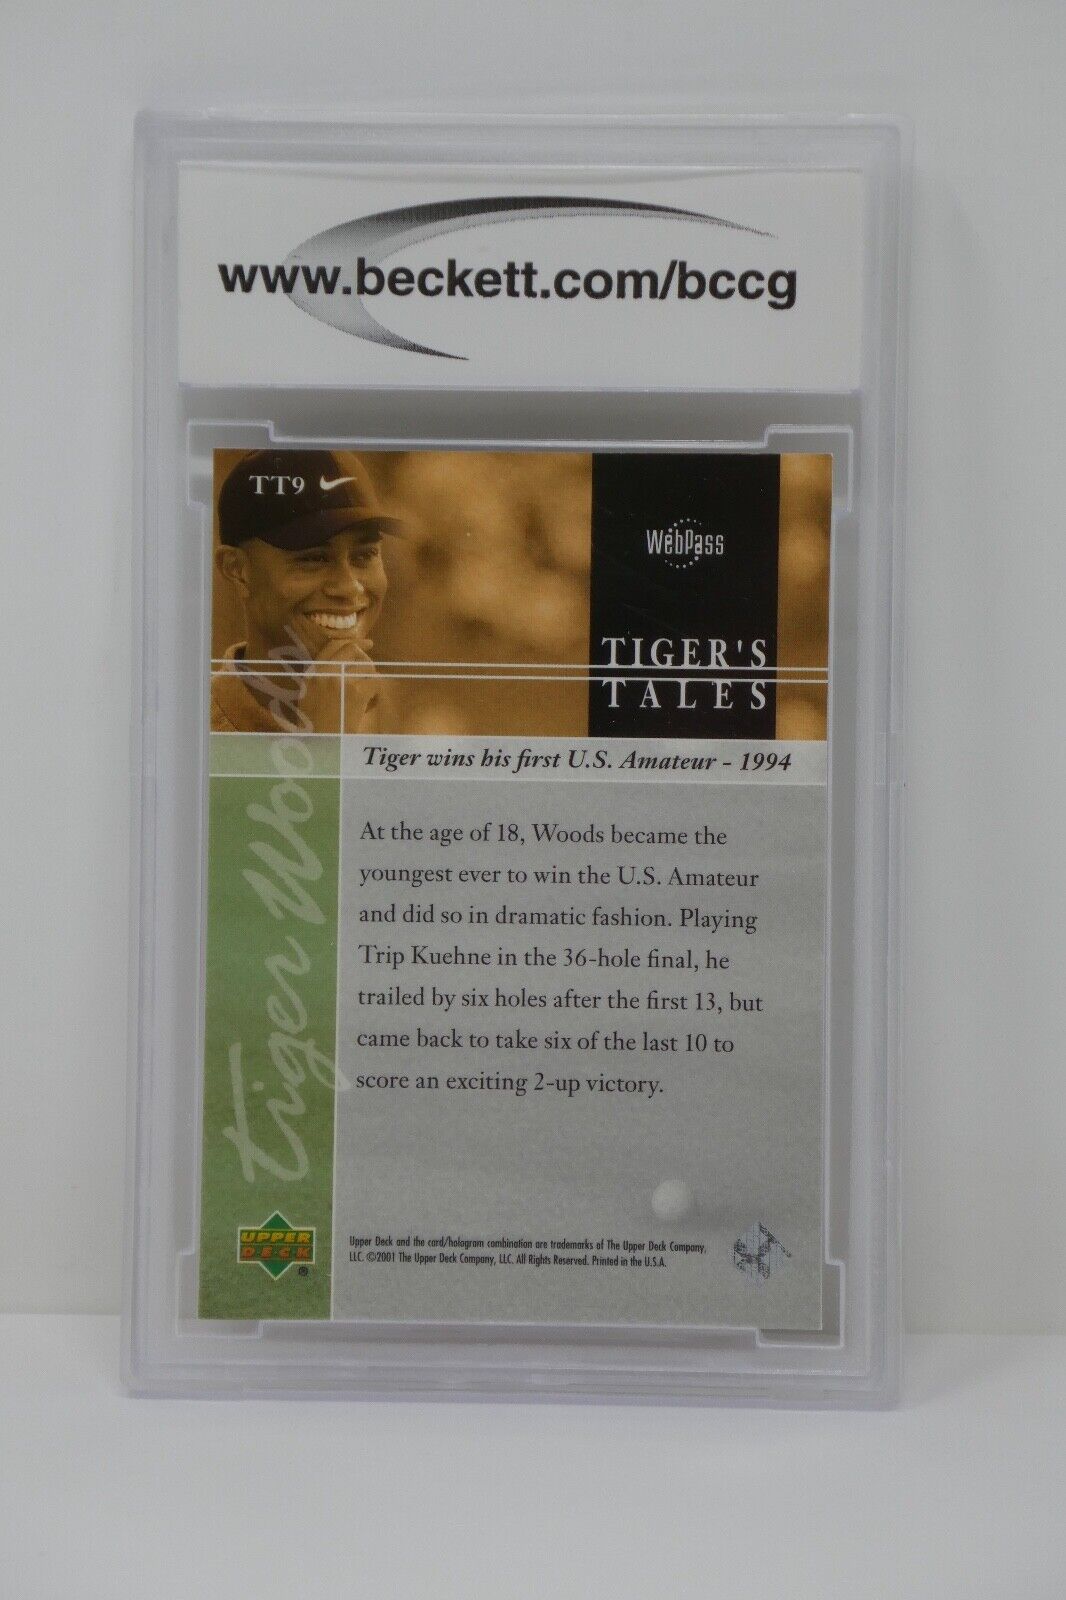 www.beckett.com/bccg
TT9
WebPass
TIGER'S
TALES
Tiger wins his first U.S. Amateur - 1994
At the age of 18, Woods became the
youngest ever to win the U.S. Amateur
and did so in dramatic fashion. Playing
Trip Kuehne in the 36-hole final, he
trailed by six holes after the first 13, but
came back to take six of the last 10 to
score an exciting 2-up victory.
Tiger Woods
UPPER
DECK
®
Upper Deck and the card/hologram combination are trademarks of The Upper Deck Company,
LLC. ©2001 The Upper Deck Company, LLC. All Rights Reserved. Printed in the U.S.A.